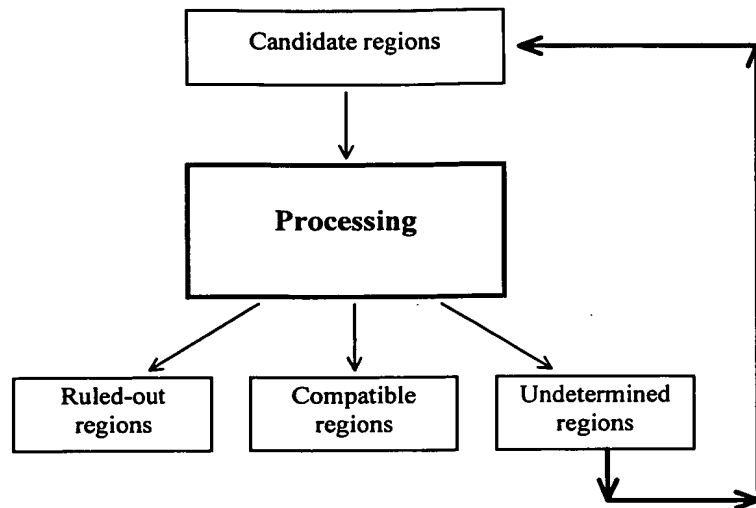 Candidate regions
Processing
Ruled-out
regions
Compatible
regions
Undetermined
regions